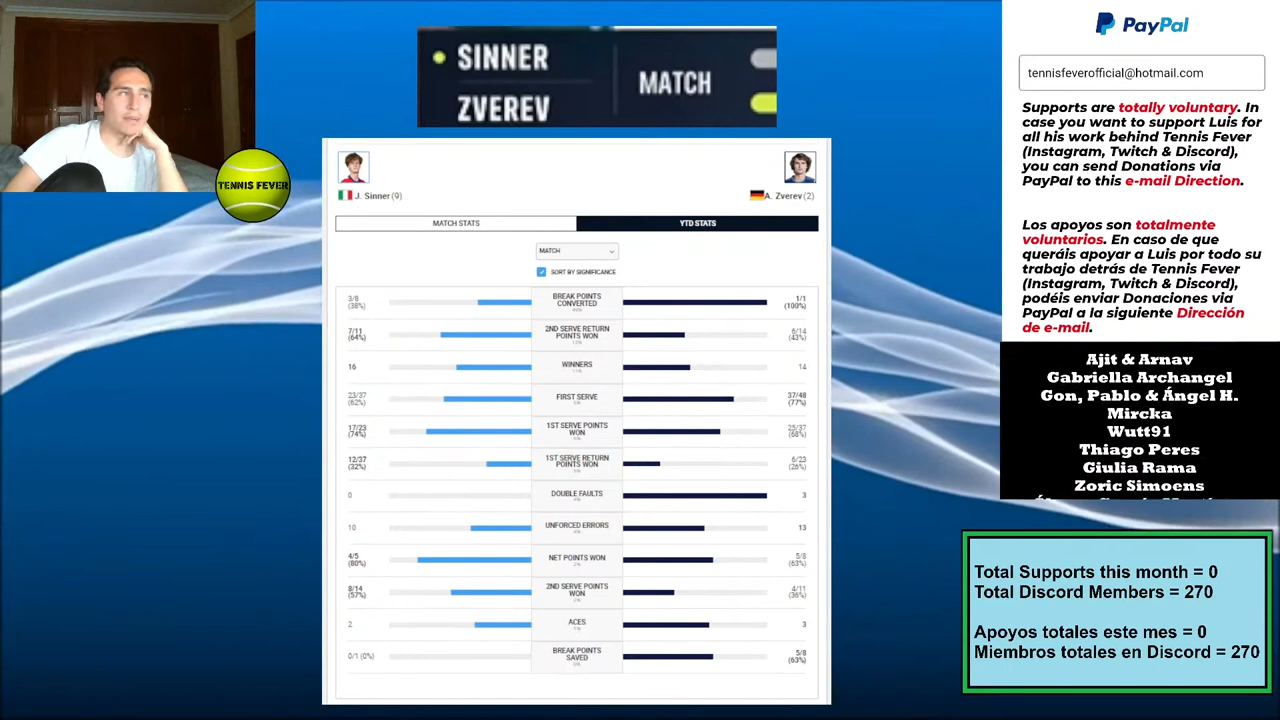 SINNER
ZVEREV
MATCH
PayPal
tennisfeverofficial@hotmail.com
Supports are totally voluntary. In
case you want to support Luis for
all his work behind Tennis Fever
(Instagram, Twitch & Discord),
you can send Donations via
PayPal to this e-mail Direction.
Los apoyos son totalmente
voluntarios. En caso de que
queráis apoyar a Luis por todo su
trabajo detrás de Tennis Fever
(Instagram, Twitch & Discord),
podéis enviar Donaciones via
PayPal a la siguiente Dirección
de e-mail.
TENNIS FEVER
J. Sinner (9)
A. Zverev (2)
MATCH STATS
YTD STATS
MATCH
SORT BY SIGNIFICANCE
3/8
(38%)
BREAK POINTS
CONVERTED
1/1
(100%)
7/11
(64%)
2ND SERVE RETURN
POINTS WON
6/14
(43%)
16
WINNERS
14
23/37
(62%)
FIRST SERVE
37/48
(77%)
17/23
(74%)
1ST SERVE POINTS
WON
25/37
(68%)
12/37
(32%)
1ST SERVE RETURN
POINTS WON
6/23
(26%)
0
DOUBLE FAULTS
3
10
UNFORCED ERRORS
13
4/5
(80%)
NET POINTS WON
5/8
(63%)
8/14
(57%)
2ND SERVE POINTS
WON
4/11
(36%)
2
ACES
3
0/1 (0%)
BREAK POINTS
SAVED
5/8
(63%)
Ajit & Arnav
Gabriella Archangel
Gon, Pablo & Ángel H.
Mircka
Wutt91
Thiago Peres
Giulia Rama
Zoric Simoens
Total Supports this month = 0
Total Discord Members = 270
Apoyos totales este mes = 0
Miembros totales en Discord = 270